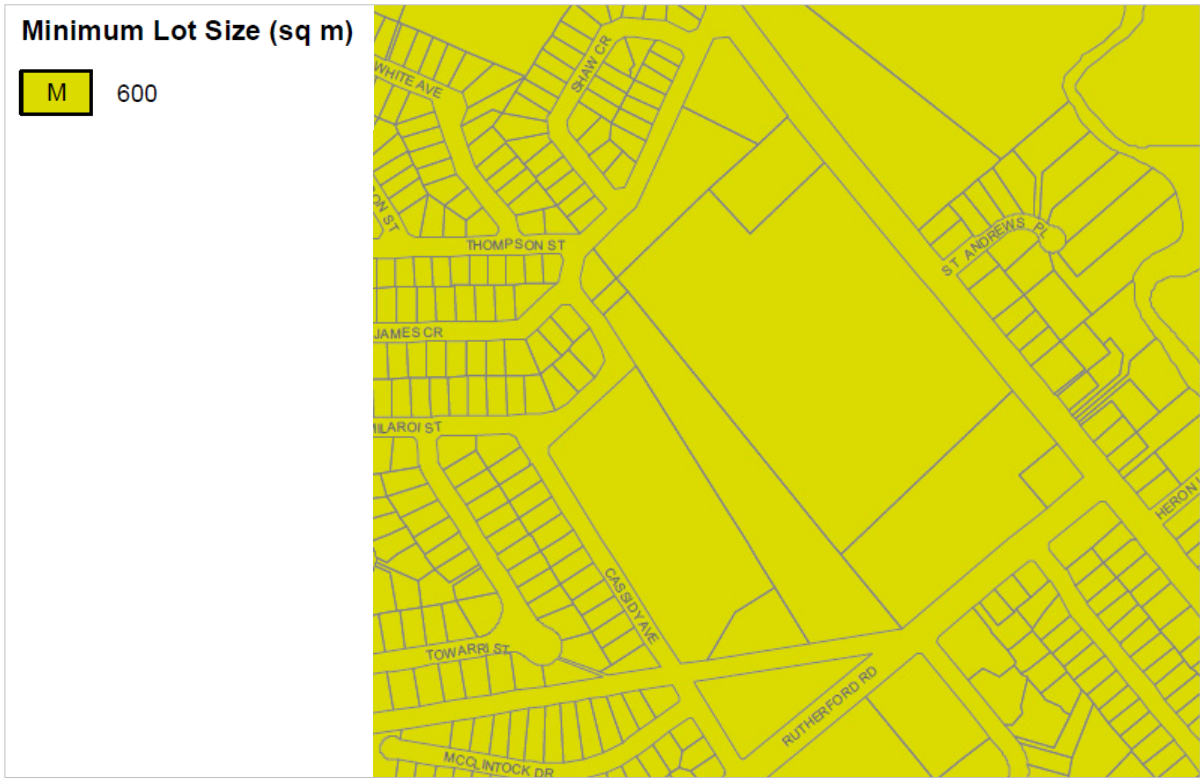 Minimum Lot Size (sq m)
M 600
SHAW CR
WHITE AVE
ON ST
THOMPSON ST
ST ANDREWS PL
JAMES CR
MILAROI ST
HERON
CASSIDY AVE
TOWARRI ST
RUTHERFORD RD
MCCLINTOCK DR